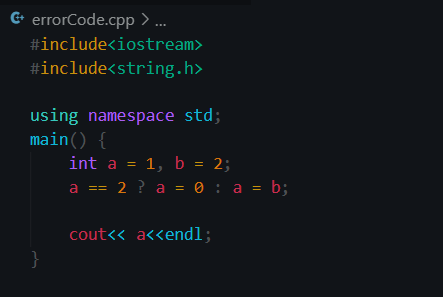 errorCode.cpp > ...
#include<iostream>
#include<string.h>
using namespace std;
main() {
    int a = 1, b = 2;
    a == 2 ? a = 0 : a = b;
    cout<< a<<endl;
}